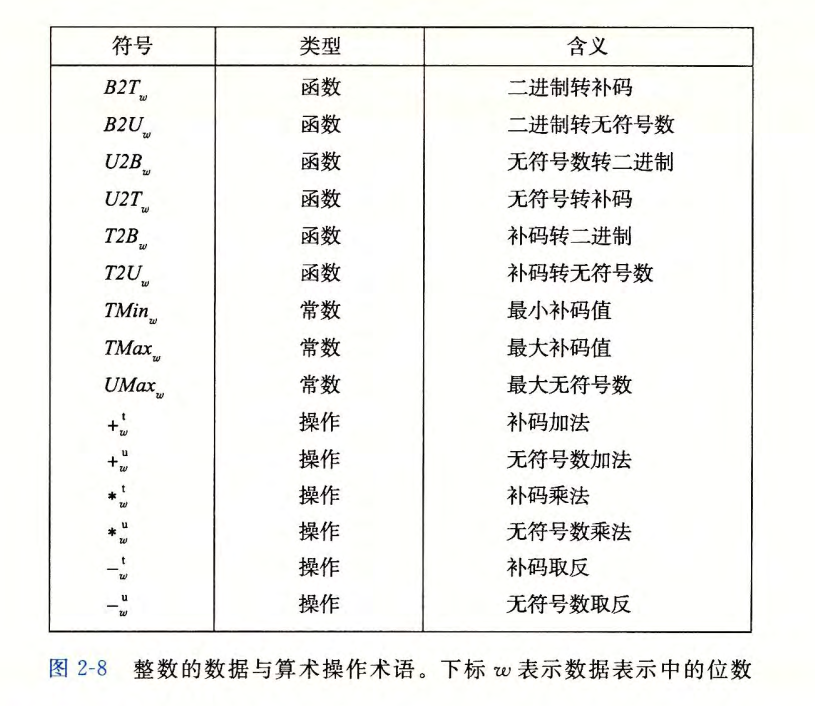 符号 类型 含义
B2T_w 函数 二进制转补码
B2U_w 函数 二进制转无符号数
U2B_w 函数 无符号数转二进制
U2T_w 函数 无符号转补码
T2B_w 函数 补码转二进制
T2U_w 函数 补码转无符号数
TMin_w 常数 最小补码值
TMax_w 常数 最大补码值
UMax_w 常数 最大无符号数
+^t_w 操作 补码加法
+^u_w 操作 无符号数加法
*^t_w 操作 补码乘法
*^u_w 操作 无符号数乘法
-^t_w 操作 补码取反
-^u_w 操作 无符号数取反
图 2-8 整数的数据与算术操作术语。下标 w 表示数据表示中的位数